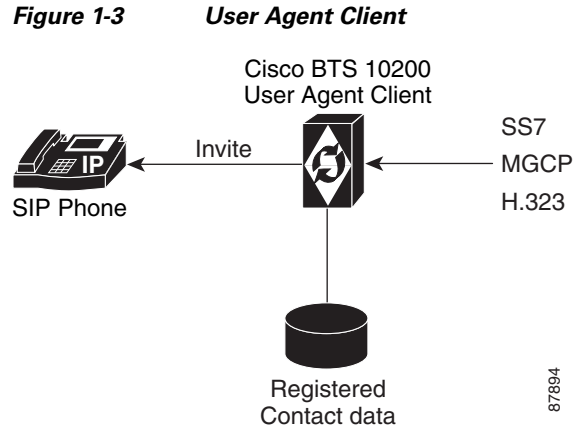 Figure 1-3 User Agent Client
Cisco BTS 10200
User Agent Client
SS7
Invite
MGCP
IP
H.323
SIP Phone
Registered
Contact data
87894